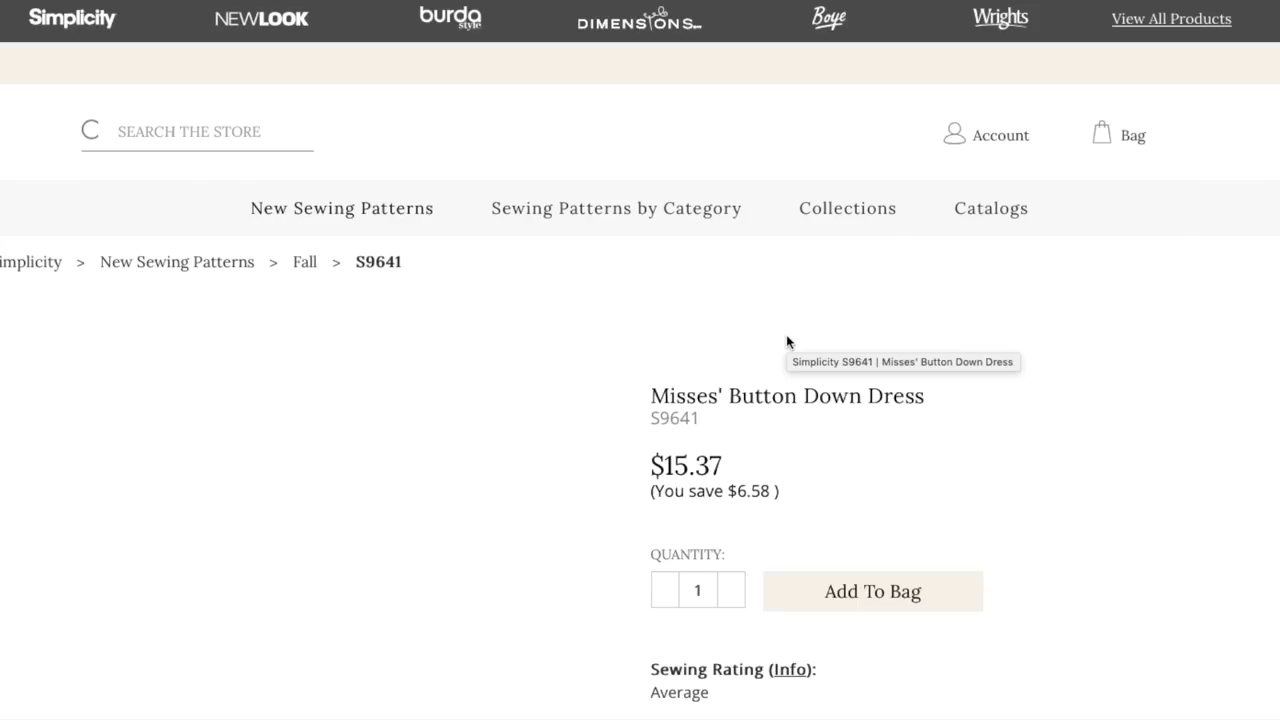 Simplicity NEWLOOK burda style DIMENSIONS Boye Wrights View All Products
SEARCH THE STORE
Account Bag
New Sewing Patterns Sewing Patterns by Category Collections Catalogs
implicity > New Sewing Patterns > Fall > S9641
Simplicity S9641 | Misses' Button Down Dress
Misses' Button Down Dress
S9641
$15.37
(You save $6.58 )
QUANTITY:
1 Add To Bag
Sewing Rating (Info):
Average